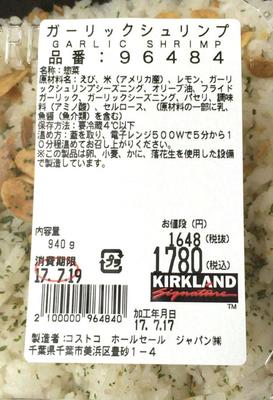 ガーリックシュリンプ
GARLIC SHRIMP
品番:96484
名称:惣菜
原材料名:えび、米（アメリカ産）、レモン、ガーリ
ックシュリンプシーズニング、オリーブ油、フライド
ガーリック、ガーリックシーズニング、パセリ、調味
料（アミノ酸）、セルロース、（原材料の一部に乳、
魚醤（魚介類）を含む）
保存方法:要冷蔵4℃以下
温め方:蓋を取り、電子レンジ500Wで5分から1
0分程温めてお召し上がりください。
※この製品は卵、小麦、かに、落花生を使用した設備
で製造しています。
内容量
940g
お値段（円）
1648（税抜）
1780（税込）
消費期限
17.7.19
KIRKLAND
Signature
TM
2 100000 964840
加工年月日
17.7.17
製造者:コストコ ホールセール ジャパン㈱
千葉県千葉市美浜区豊砂1-4